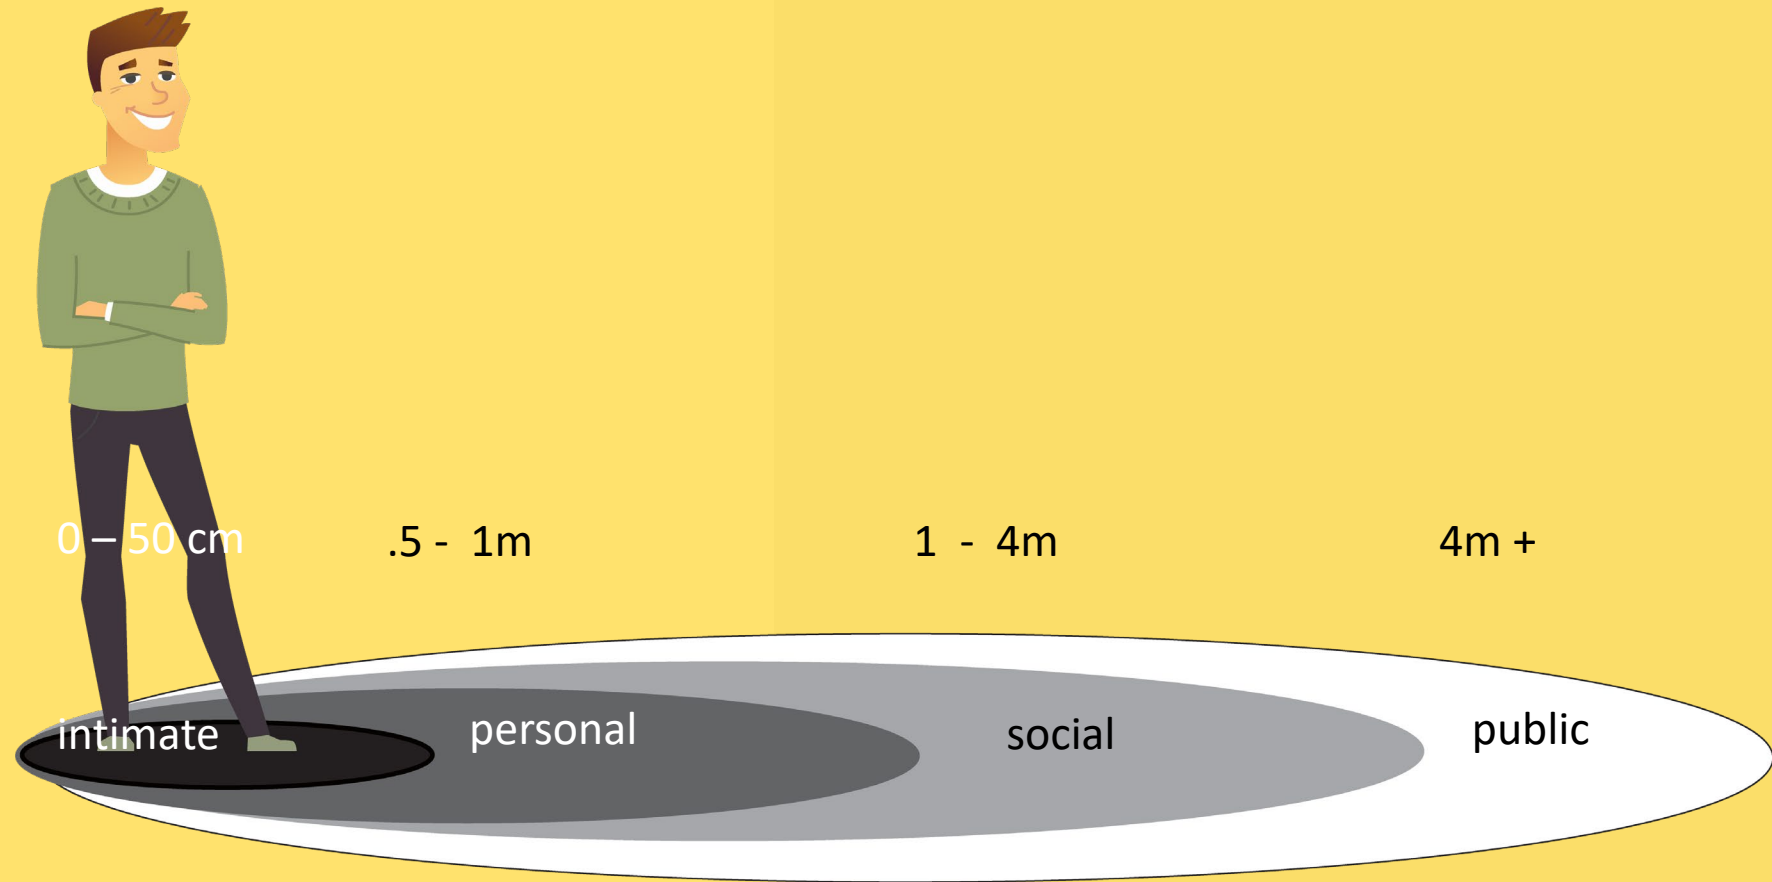 0 – 50 cm
.5 -  1m
1  -  4m
4m +
intimate
personal
social
public